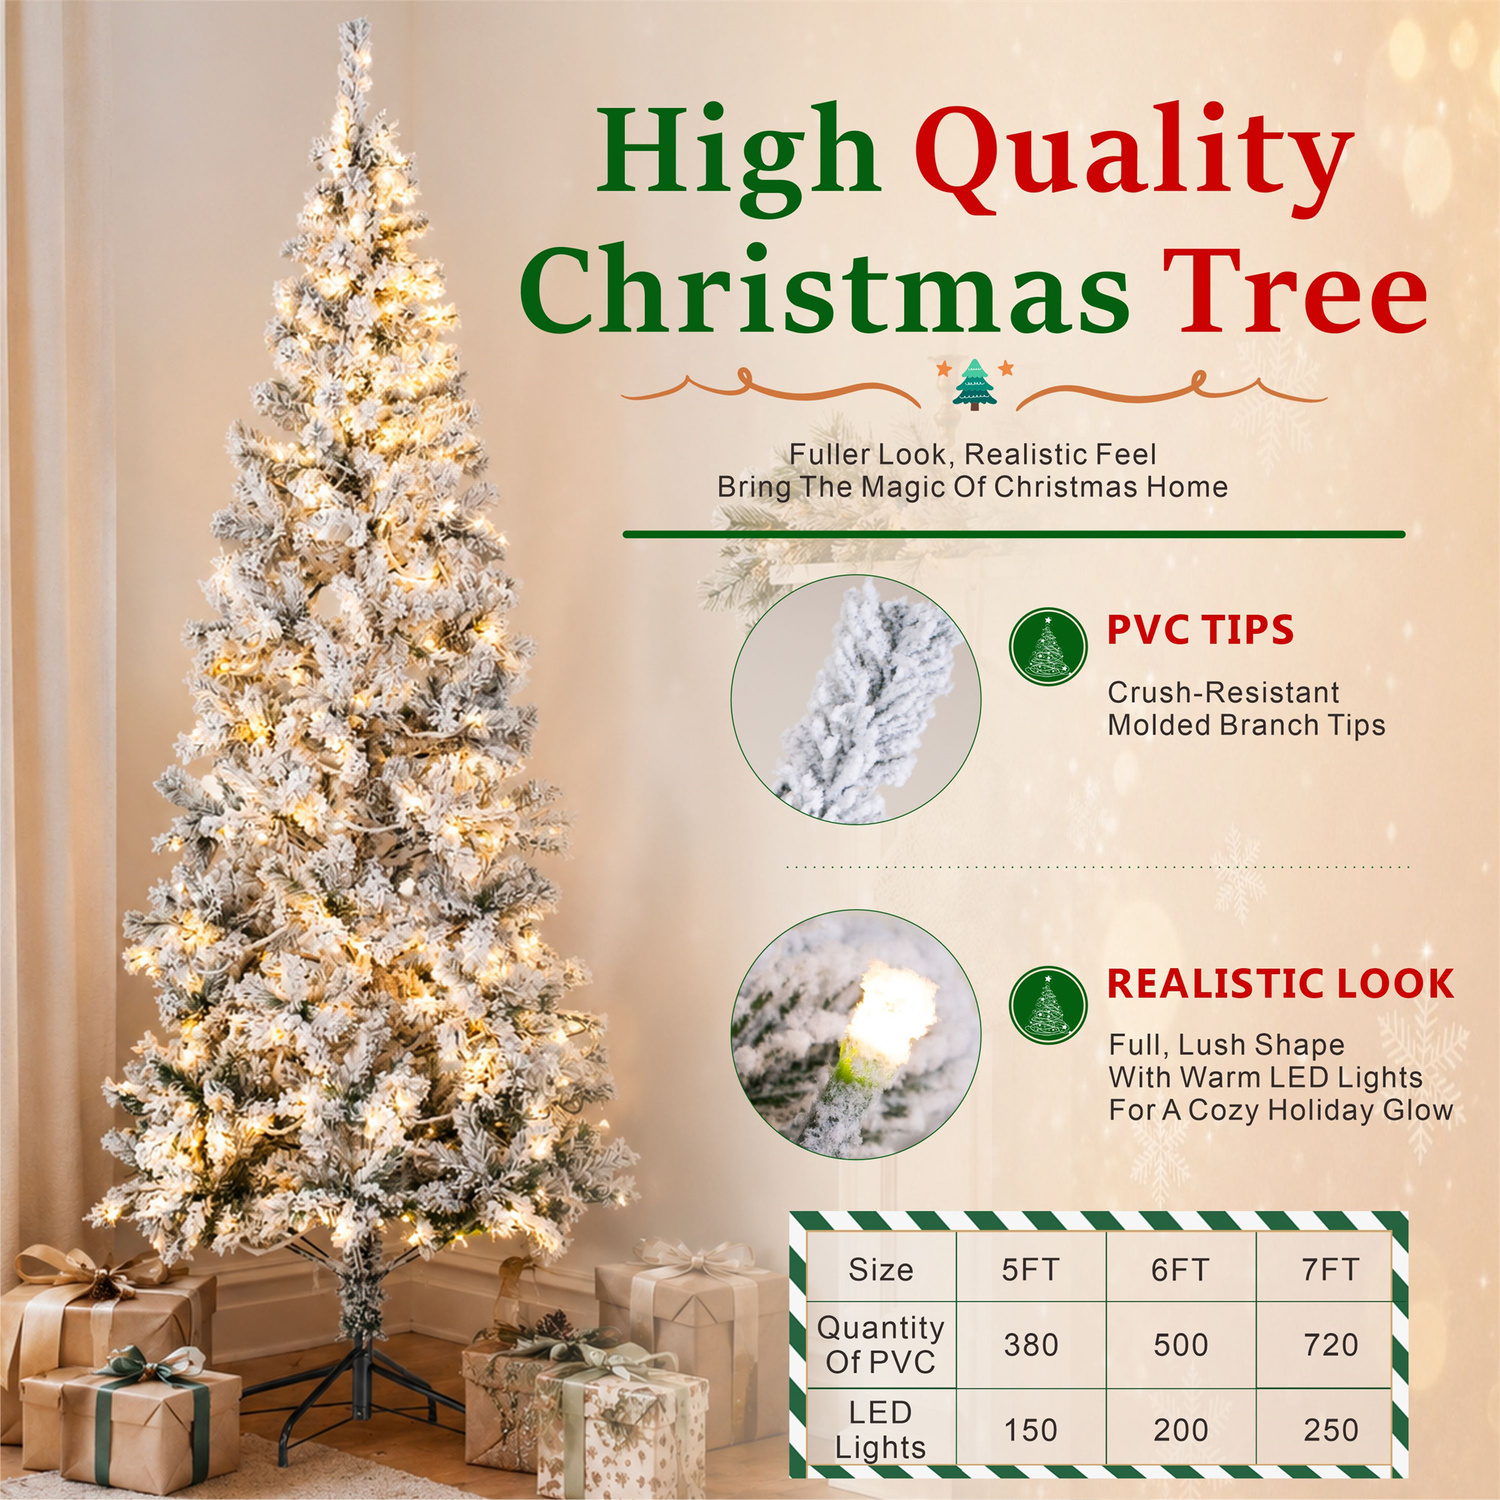 High Quality
Christmas Tree
Fuller Look, Realistic Feel
Bring The Magic Of Christmas Home
PVC TIPS
Crush-Resistant
Molded Branch Tips
REALISTIC LOOK
Full, Lush Shape
With Warm LED Lights
For A Cozy Holiday Glow
Size 5FT 6FT 7FT
Quantity
Of PVC 380 500 720
LED
Lights 150 200 250